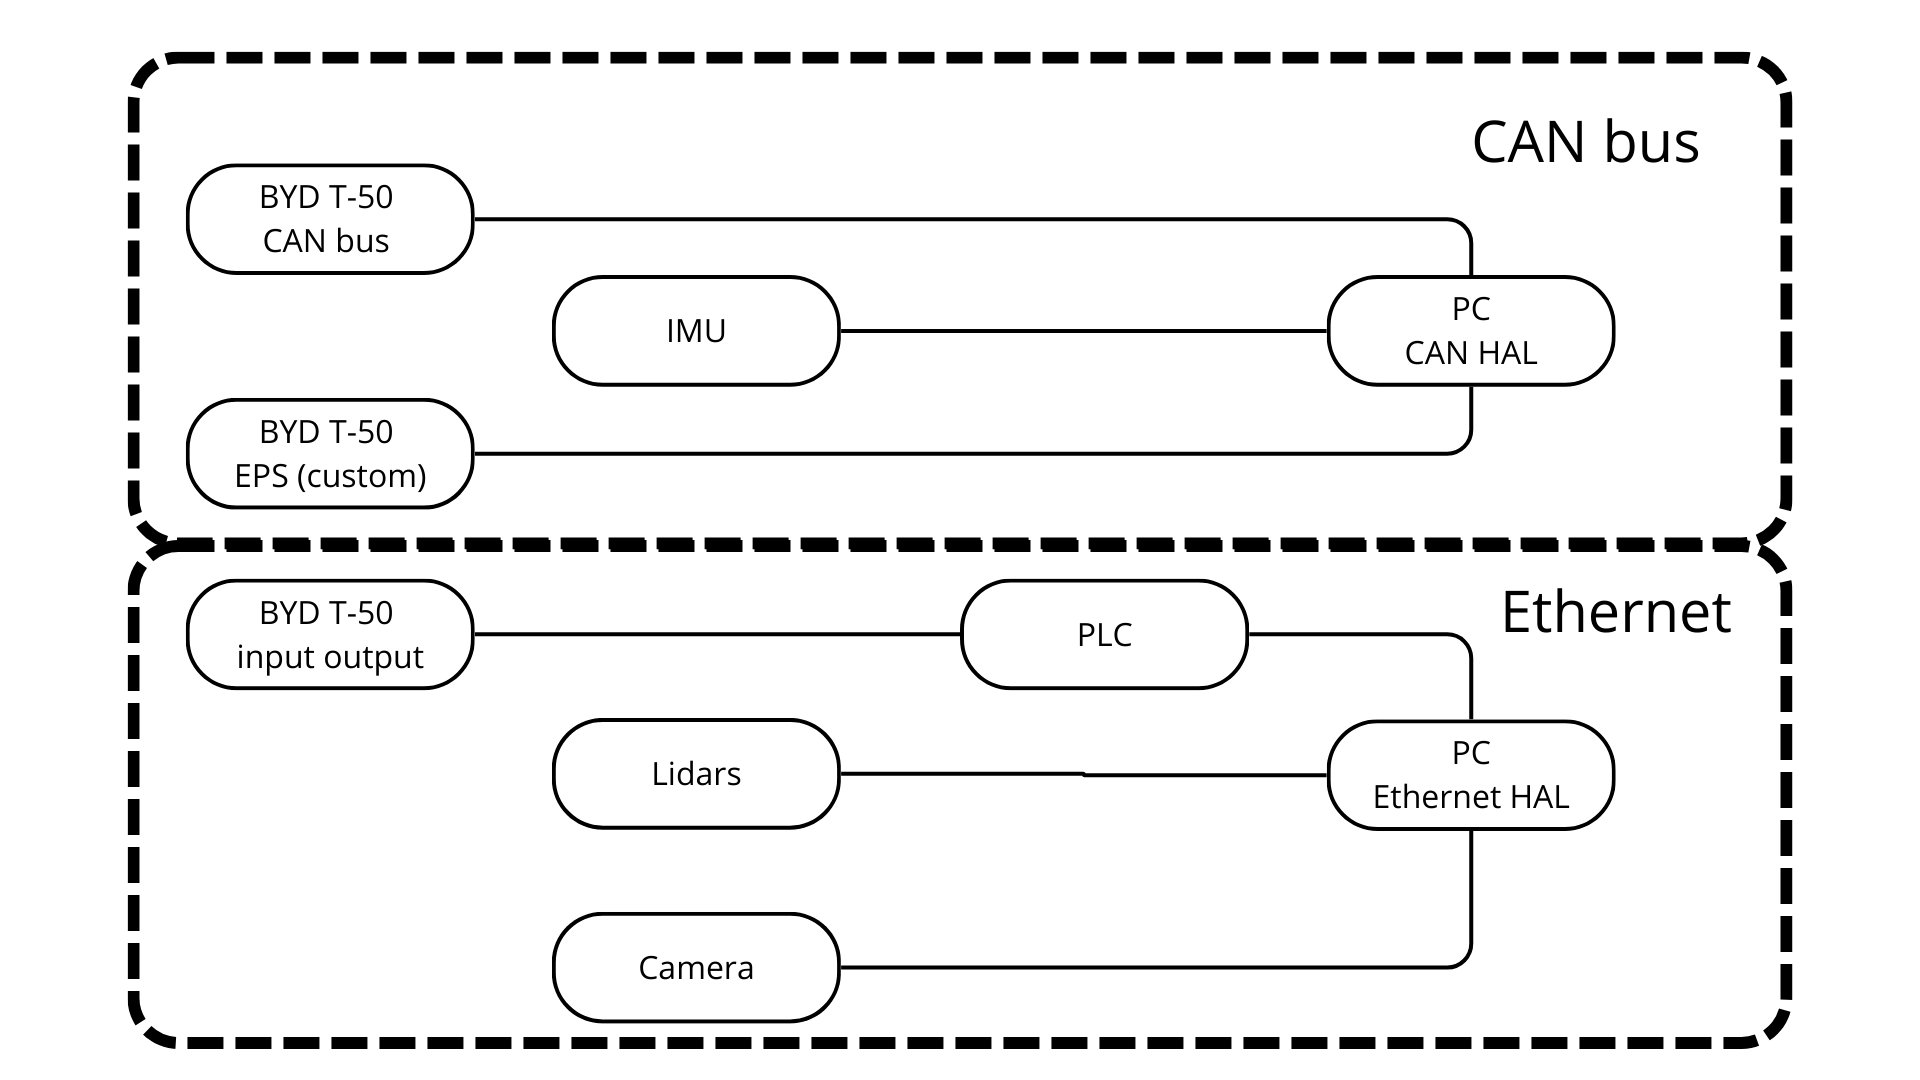 CAN bus
BYD T-50
CAN bus
IMU
PC
CAN HAL
BYD T-50
EPS (custom)
Ethernet
BYD T-50
input output
PLC
Lidars
PC
Ethernet HAL
Camera